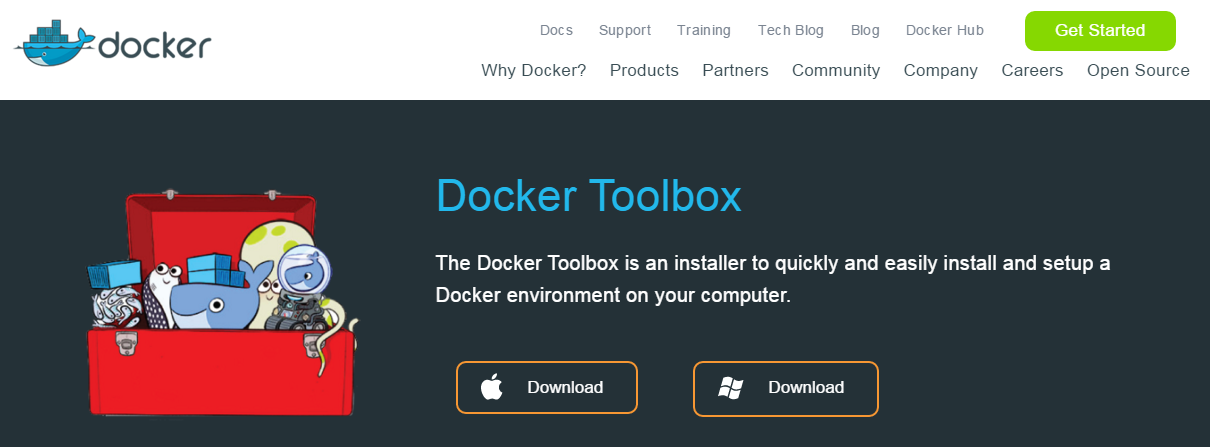 docker
Docs Support Training Tech Blog Blog Docker Hub Get Started
Why Docker? Products Partners Community Company Careers Open Source
Docker Toolbox
The Docker Toolbox is an installer to quickly and easily install and setup a
Docker environment on your computer.
Download Download